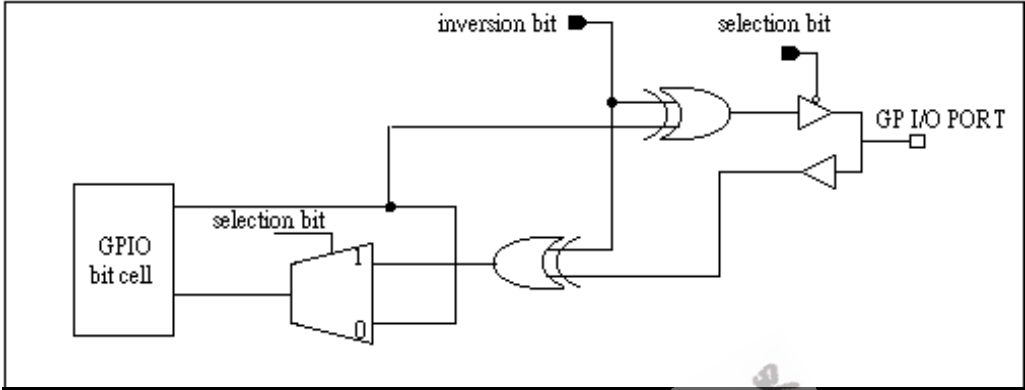 inversion bit
selection bit
GP I/O PORT
selection bit
GPIO
bit cell
1
0